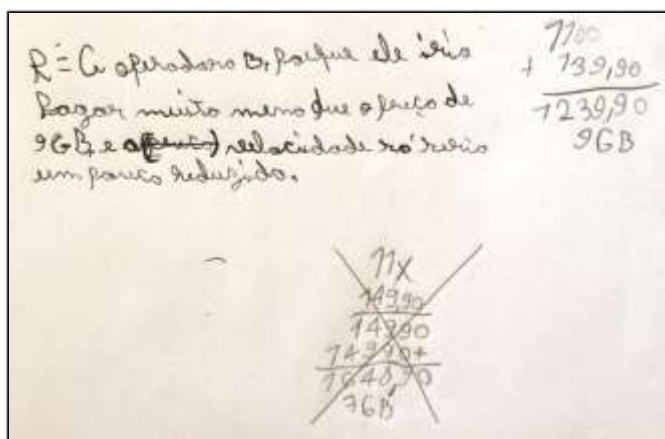 R= A operadora B, porque ele iria
Pagar muito meno que o preço de
9GB, e a velocidade só seria
um pouco reduzida.
1100
+ 139,90
1239,90
9GB
11x
149,90
14990
14990+
1648,90
7GB